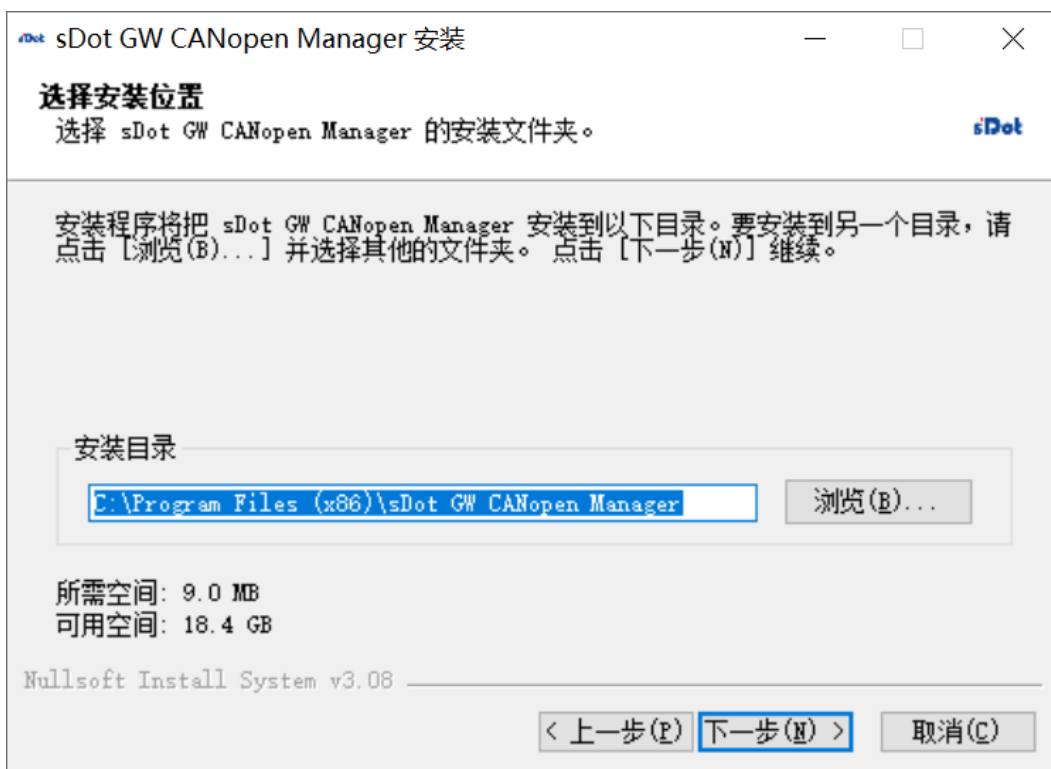 sDot sDot GW CANopen Manager 安装
选择安装位置
选择 sDot GW CANopen Manager 的安装文件夹。
sDot
安装程序将把 sDot GW CANopen Manager 安装到以下目录。要安装到另一个目录，请
点击 [浏览(B)...] 并选择其他的文件夹。 点击 [下一步(N)] 继续。
安装目录
C:\Program Files (x86)\sDot GW CANopen Manager
浏览(B)...
所需空间: 9.0 MB
可用空间: 18.4 GB
Nullsoft Install System v3.08
< 上一步(P) 下一步(N) > 取消(C)